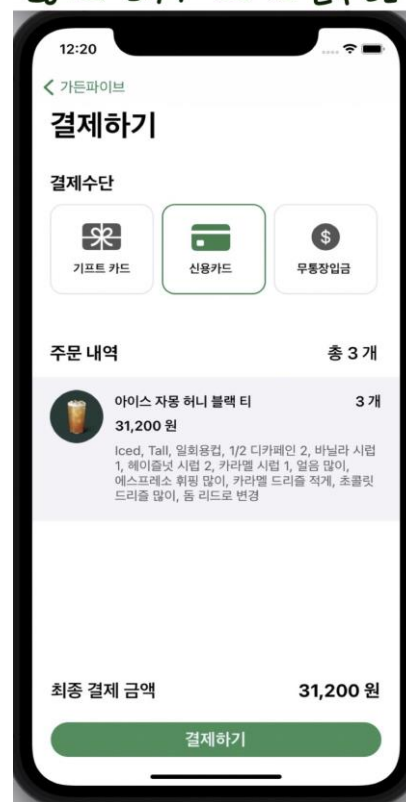 12:20
가든파이브
결제하기
결제수단
기프트 카드
신용카드
무통장입금
주문 내역
총 3 개
아이스 자몽 허니 블랙 티
3 개
31,200 원
Iced, Tall, 일회용컵, 1/2 디카페인 2, 바닐라 시럽
1, 헤이즐넛 시럽 2, 카라멜 시럽 1, 얼음 많이,
에스프레소 휘핑 많이, 카라멜 드리즐 적게, 초콜릿
드리즐 많이, 돔 리드로 변경
최종 결제 금액
31,200 원
결제하기